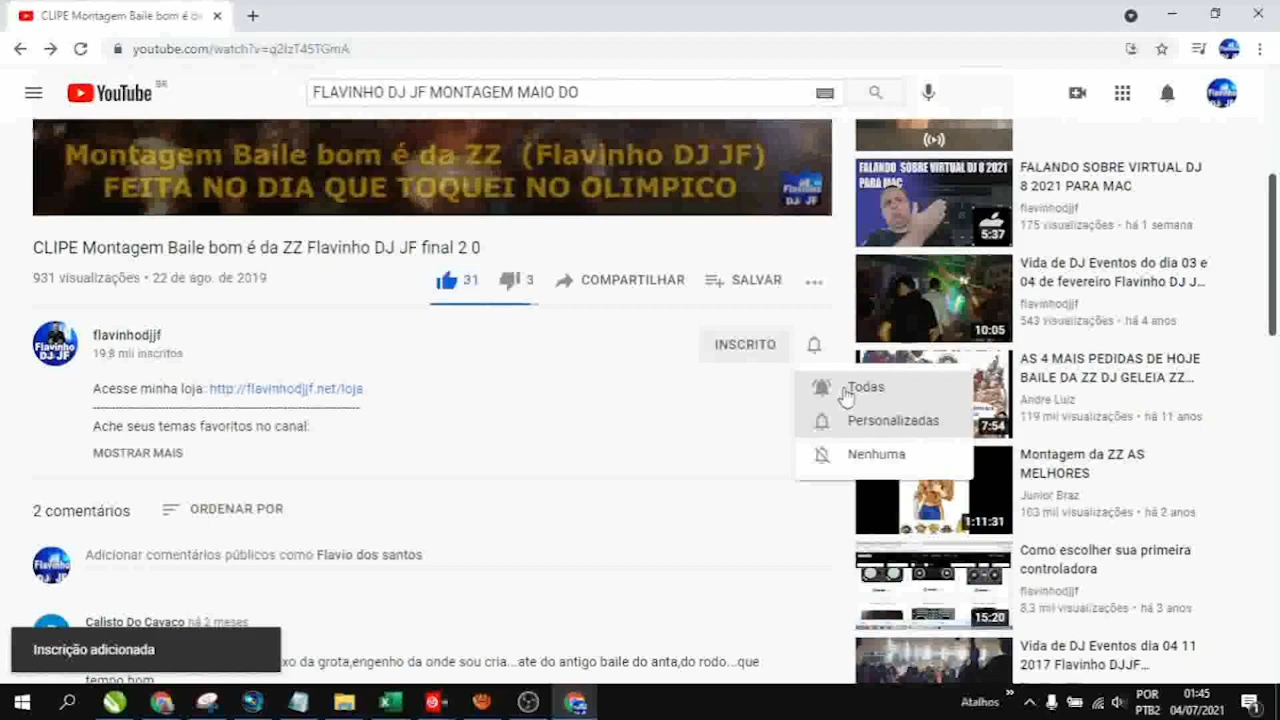 CLIPE Montagem Baile bom é da
youtube.com/watch?v=g2IzT45TGmA
YouTube BR
FLAVINHO DJ JF MONTAGEM MAIO DO
Montagem Baile bom é da ZZ (Flavinho DJ JF)
NO QUIMICO
Flavinho DJ JF
CLIPE Montagem Baile bom é da ZZ Flavinho DJ JF final 2 0
931 visualizações • 22 de ago. de 2019
31
3
COMPARTILHAR
SALVAR
flavinhodjjf
19,8 mil inscritos
INSCRITO
Acesse minha loja: http://flavinhodjjf.net/loja
Ache seus temas favoritos no canal:
MOSTRAR MAIS
Todas
Personalizadas
Nenhuma
2 comentários
ORDENAR POR
Adicionar comentários públicos como Flavio dos santos
Calisto Do Cavaco há 2 meses
xo da grota,engenho da onde sou cria...ate do antigo baile do anta,do rodo...que
tempo bom
Inscrição adicionada
FALANDO SOBRE VIRTUAL DJ 8 2021
PARA MAC
5:37
FALANDO SOBRE VIRTUAL DJ
8 2021 PARA MAC
flavinhodjjf
175 visualizações • há 1 semana
10:05
Vida de DJ Eventos do dia 03 e
04 de fevereiro Flavinho DJ J...
flavinhodjjf
543 visualizações • há 4 anos
7:54
AS 4 MAIS PEDIDAS DE HOJE
BAILE DA ZZ DJ GELEIA ZZ...
Andre Luiz
119 mil visualizações • há 11 anos
1:11:31
Montagem da ZZ AS
MELHORES
Junior Braz
103 mil visualizações • há 2 anos
15:20
Como escolher sua primeira
controladora
flavinhodjjf
8,3 mil visualizações • há 3 anos
Vida de DJ Eventos dia 04 11
2017 Flavinho DJJF...
Atalhos
POR
PTB2
01:45
04/07/2021